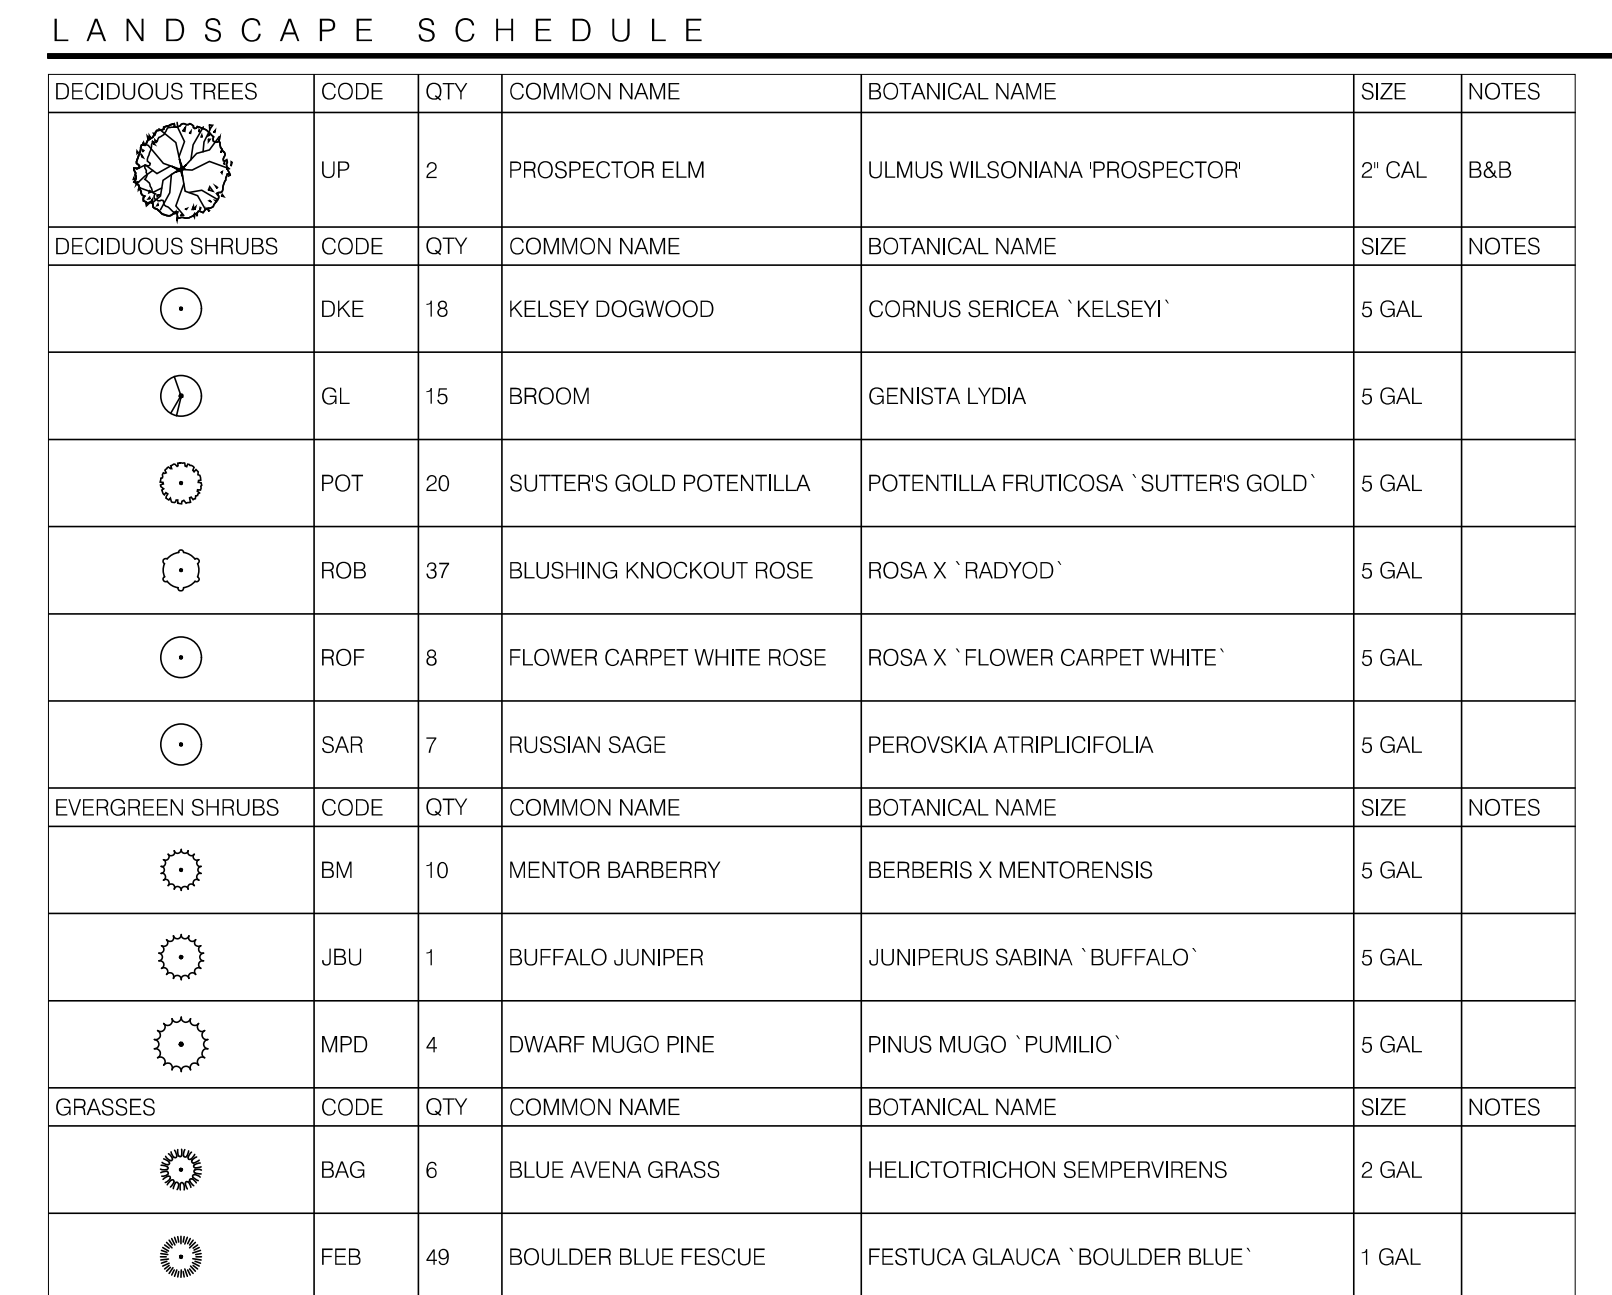 LANDSCAPE SCHEDULE
DECIDUOUS TREES CODE QTY COMMON NAME BOTANICAL NAME SIZE NOTES
UP 2 PROSPECTOR ELM ULMUS WILSONIANA 'PROSPECTOR' 2" CAL B&B
DECIDUOUS SHRUBS CODE QTY COMMON NAME BOTANICAL NAME SIZE NOTES
DKE 18 KELSEY DOGWOOD CORNUS SERICEA `KELSEYI` 5 GAL
GL 15 BROOM GENISTA LYDIA 5 GAL
POT 20 SUTTER'S GOLD POTENTILLA POTENTILLA FRUTICOSA `SUTTER'S GOLD` 5 GAL
ROB 37 BLUSHING KNOCKOUT ROSE ROSA X `RADYOD` 5 GAL
ROF 8 FLOWER CARPET WHITE ROSE ROSA X `FLOWER CARPET WHITE` 5 GAL
SAR 7 RUSSIAN SAGE PEROVSKIA ATRIPLICIFOLIA 5 GAL
EVERGREEN SHRUBS CODE QTY COMMON NAME BOTANICAL NAME SIZE NOTES
BM 10 MENTOR BARBERRY BERBERIS X MENTORENSIS 5 GAL
JBU 1 BUFFALO JUNIPER JUNIPERUS SABINA `BUFFALO` 5 GAL
MPD 4 DWARF MUGO PINE PINUS MUGO `PUMILIO` 5 GAL
GRASSES CODE QTY COMMON NAME BOTANICAL NAME SIZE NOTES
BAG 6 BLUE AVENA GRASS HELICTOTRICHON SEMPERVIRENS 2 GAL
FEB 49 BOULDER BLUE FESCUE FESTUCA GLAUCA `BOULDER BLUE` 1 GAL